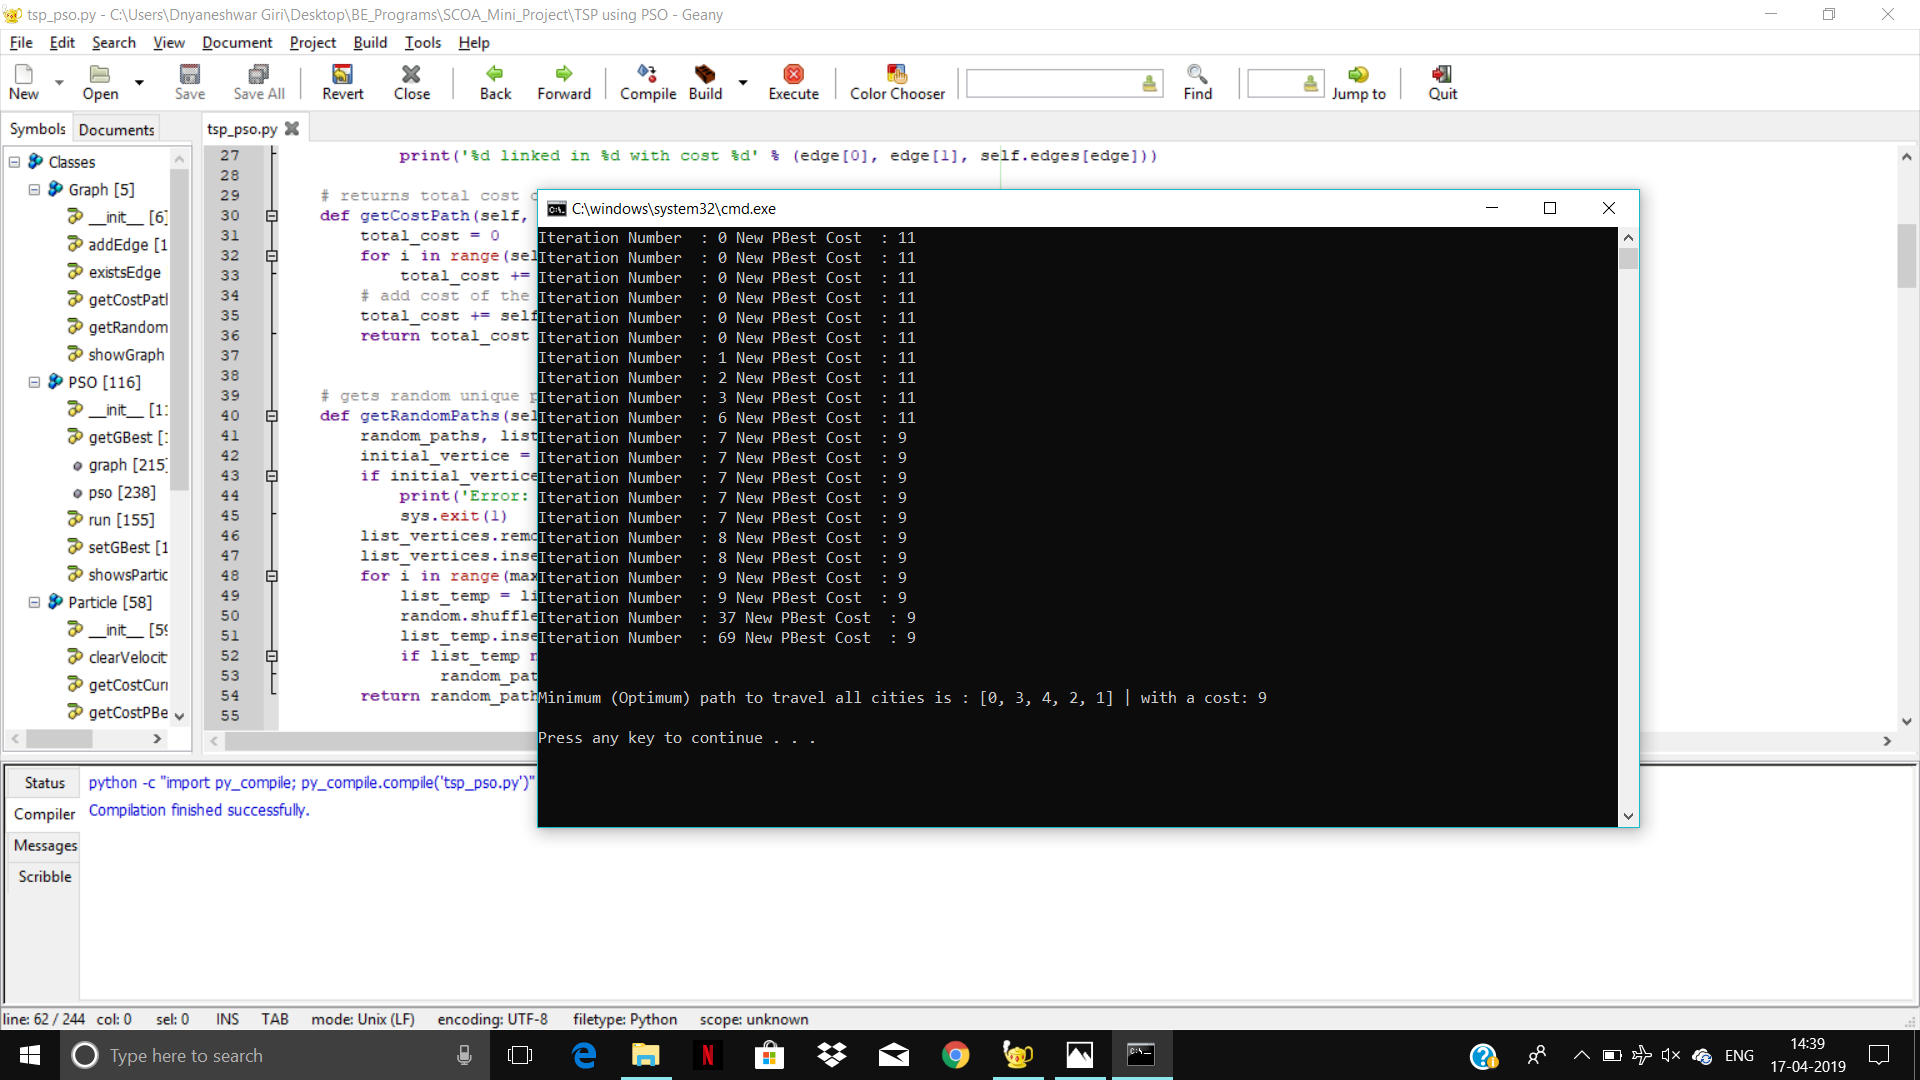 tsp_pso.py - C:\Users\Dnyaneshwar Giri\Desktop\BE_Programs\SCOA_Mini_Project\TSP using PSO - Geany
File Edit Search View Document Project Build Tools Help
New Open Save Save All Revert Close Back Forward Compile Build Execute Color Chooser Find Jump to Quit
Symbols Documents
tsp_pso.py
Classes
Graph [5]
__init__ [6]
addEdge [1
existsEdge
getCostPath
getRandom
showGraph
PSO [116]
__init__ [11
getGBest [
graph [215]
pso [238]
run [155]
setGBest [1
showsPartic
Particle [58]
__init__ [59
clearVelocit
getCostCurr
getCostPBe
27 print('%d linked in %d with cost %d' % (edge[0], edge[1], self.edges[edge]))
28
29 # returns total cost
30 def getCostPath(self,
31 total_cost = 0
32 for i in range(sel
33 total_cost +=
34 # add cost of the
35 total_cost += self
36 return total_cost
37
38
39 # gets random unique p
40 def getRandomPaths(sel
41 random_paths, list
42 initial_vertice =
43 if initial_vertice
44 print('Error:
45 sys.exit(1)
46 list_vertices.remo
47 list_vertices.inse
48 for i in range(max
49 list_temp = li
50 random.shuffle
51 list_temp.inse
52 if list_temp n
53 random_pat
54 return random_path
55
C:\windows\system32\cmd.exe
Iteration Number : 0 New PBest Cost : 11
Iteration Number : 0 New PBest Cost : 11
Iteration Number : 0 New PBest Cost : 11
Iteration Number : 0 New PBest Cost : 11
Iteration Number : 0 New PBest Cost : 11
Iteration Number : 0 New PBest Cost : 11
Iteration Number : 1 New PBest Cost : 11
Iteration Number : 2 New PBest Cost : 11
Iteration Number : 3 New PBest Cost : 11
Iteration Number : 6 New PBest Cost : 11
Iteration Number : 7 New PBest Cost : 9
Iteration Number : 7 New PBest Cost : 9
Iteration Number : 7 New PBest Cost : 9
Iteration Number : 7 New PBest Cost : 9
Iteration Number : 7 New PBest Cost : 9
Iteration Number : 8 New PBest Cost : 9
Iteration Number : 8 New PBest Cost : 9
Iteration Number : 9 New PBest Cost : 9
Iteration Number : 9 New PBest Cost : 9
Iteration Number : 37 New PBest Cost : 9
Iteration Number : 69 New PBest Cost : 9
Minimum (Optimum) path to travel all cities is : [0, 3, 4, 2, 1] | with a cost: 9
Press any key to continue . . .
Status
Compiler
Messages
Scribble
python -c "import py_compile; py_compile.compile('tsp_pso.py')"
Compilation finished successfully.
line: 62 / 244 col: 0 sel: 0 INS TAB mode: Unix (LF) encoding: UTF-8 filetype: Python scope: unknown
Type here to search
ENG
14:39
17-04-2019